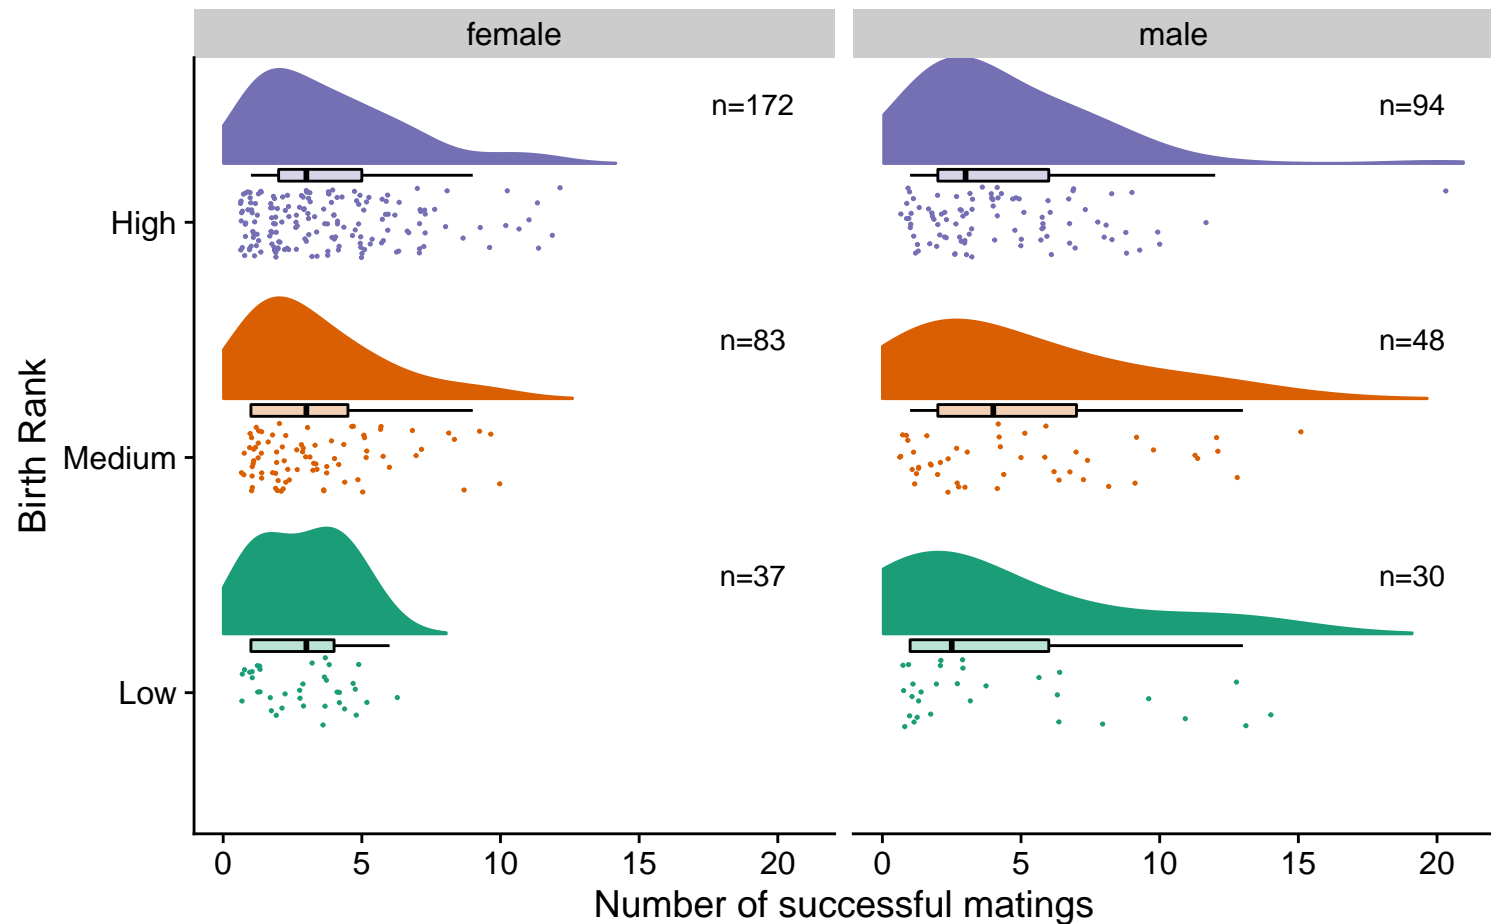 female
male
n=172
n=94
High
n=83
n=48
Medium
n=37
n=30
Low
Birth Rank
0 5 10 15 20
0 5 10 15 20
Number of successful matings